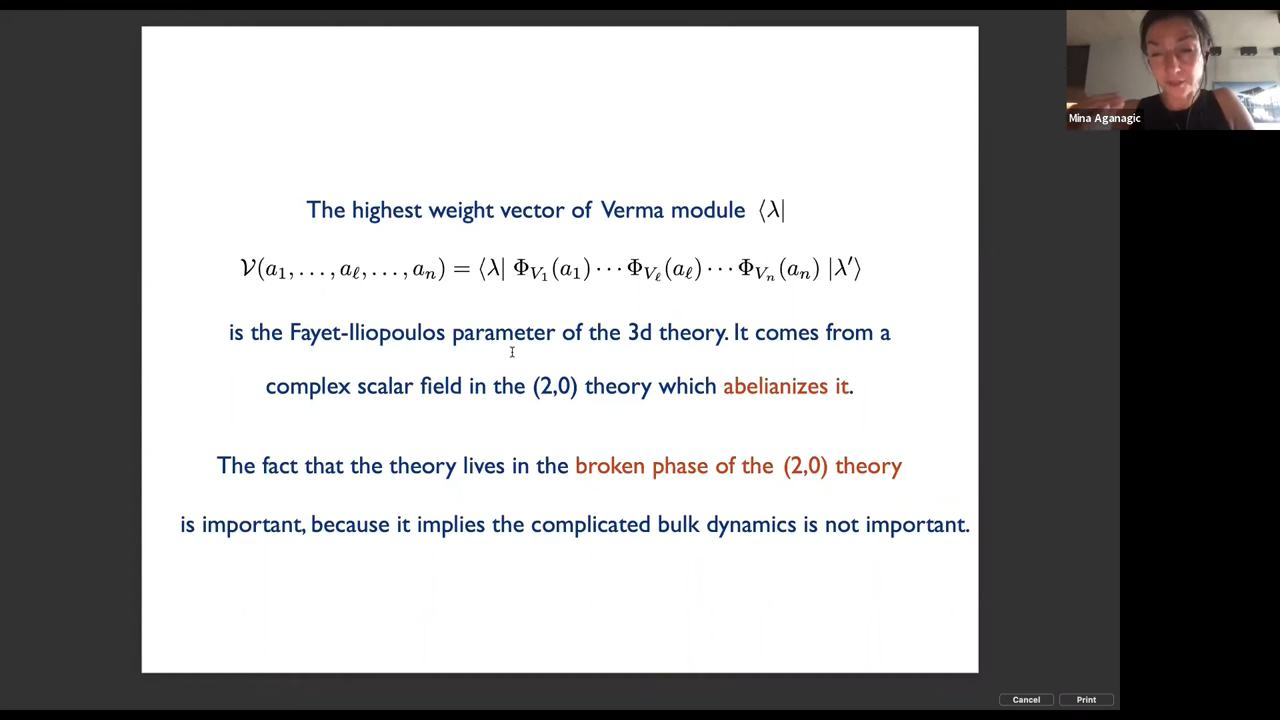 Mina Aganagic
The highest weight vector of Verma module ⟨λ|
𝒱(a₁, . . . , a_ℓ, . . . , aₙ) = ⟨λ| Φ_{V₁}(a₁) ··· Φ_{V_ℓ}(a_ℓ) ··· Φ_{Vₙ}(aₙ) |λ′⟩
is the Fayet-Iliopoulos parameter of the 3d theory. It comes from a
complex scalar field in the (2,0) theory which abelianizes it.
The fact that the theory lives in the broken phase of the (2,0) theory
is important, because it implies the complicated bulk dynamics is not important.
Cancel Print